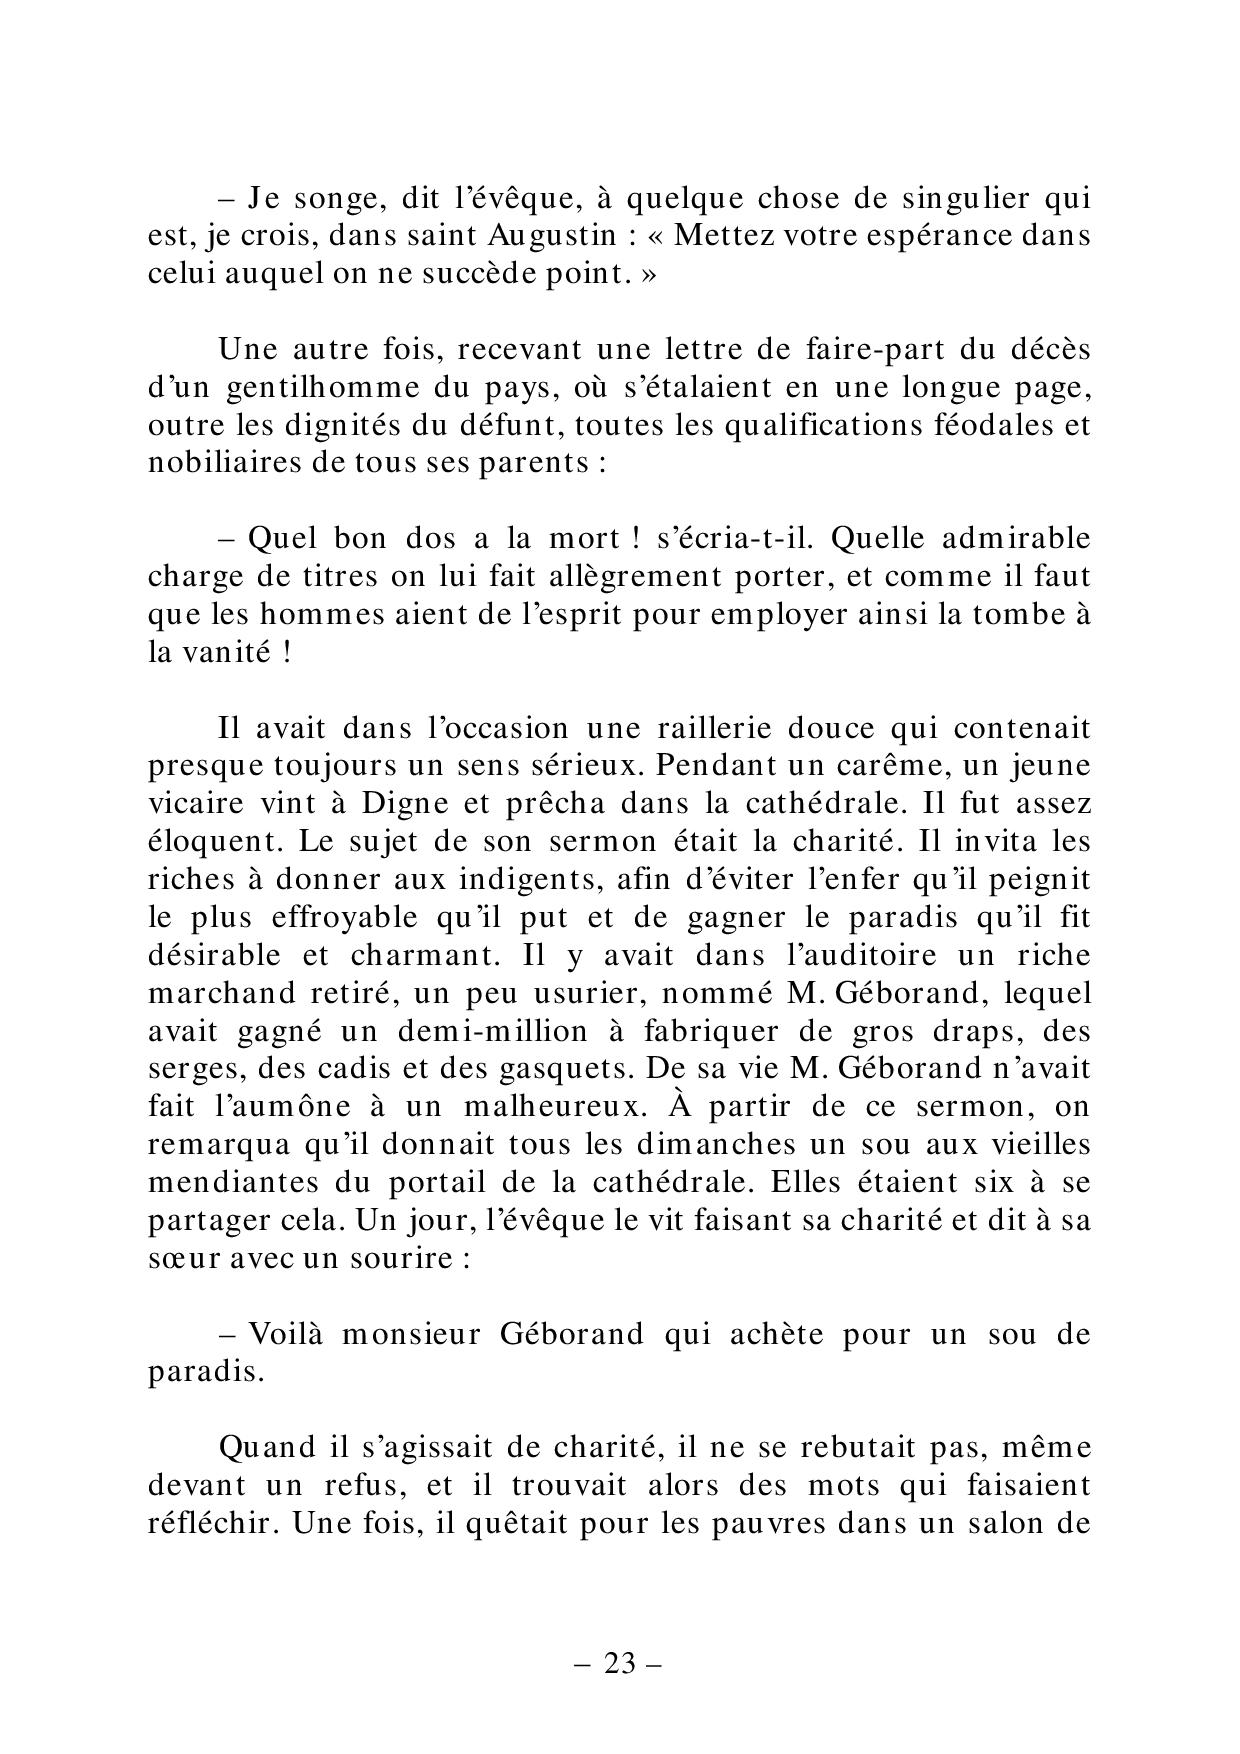 – Je songe, dit l’évêque, à quelque chose de singulier qui
est, je crois, dans saint Augustin : « Mettez votre espérance dans
celui auquel on ne succède point. »
Une autre fois, recevant une lettre de faire-part du décès
d’un gentilhomme du pays, où s’étalaient en une longue page,
outre les dignités du défunt, toutes les qualifications féodales et
nobiliaires de tous ses parents :
– Quel bon dos a la mort ! s’écria-t-il. Quelle admirable
charge de titres on lui fait allègrement porter, et comme il faut
que les hommes aient de l’esprit pour employer ainsi la tombe à
la vanité !
Il avait dans l’occasion une raillerie douce qui contenait
presque toujours un sens sérieux. Pendant un carême, un jeune
vicaire vint à Digne et prêcha dans la cathédrale. Il fut assez
éloquent. Le sujet de son sermon était la charité. Il invita les
riches à donner aux indigents, afin d’éviter l’enfer qu’il peignit
le plus effroyable qu’il put et de gagner le paradis qu’il fit
désirable et charmant. Il y avait dans l’auditoire un riche
marchand retiré, un peu usurier, nommé M. Géborand, lequel
avait gagné un demi-million à fabriquer de gros draps, des
serges, des cadis et des gasquets. De sa vie M. Géborand n’avait
fait l’aumône à un malheureux. À partir de ce sermon, on
remarqua qu’il donnait tous les dimanches un sou aux vieilles
mendiantes du portail de la cathédrale. Elles étaient six à se
partager cela. Un jour, l’évêque le vit faisant sa charité et dit à sa
sœur avec un sourire :
– Voilà monsieur Géborand qui achète pour un sou de
paradis.
Quand il s’agissait de charité, il ne se rebutait pas, même
devant un refus, et il trouvait alors des mots qui faisaient
réfléchir. Une fois, il quêtait pour les pauvres dans un salon de
– 23 –